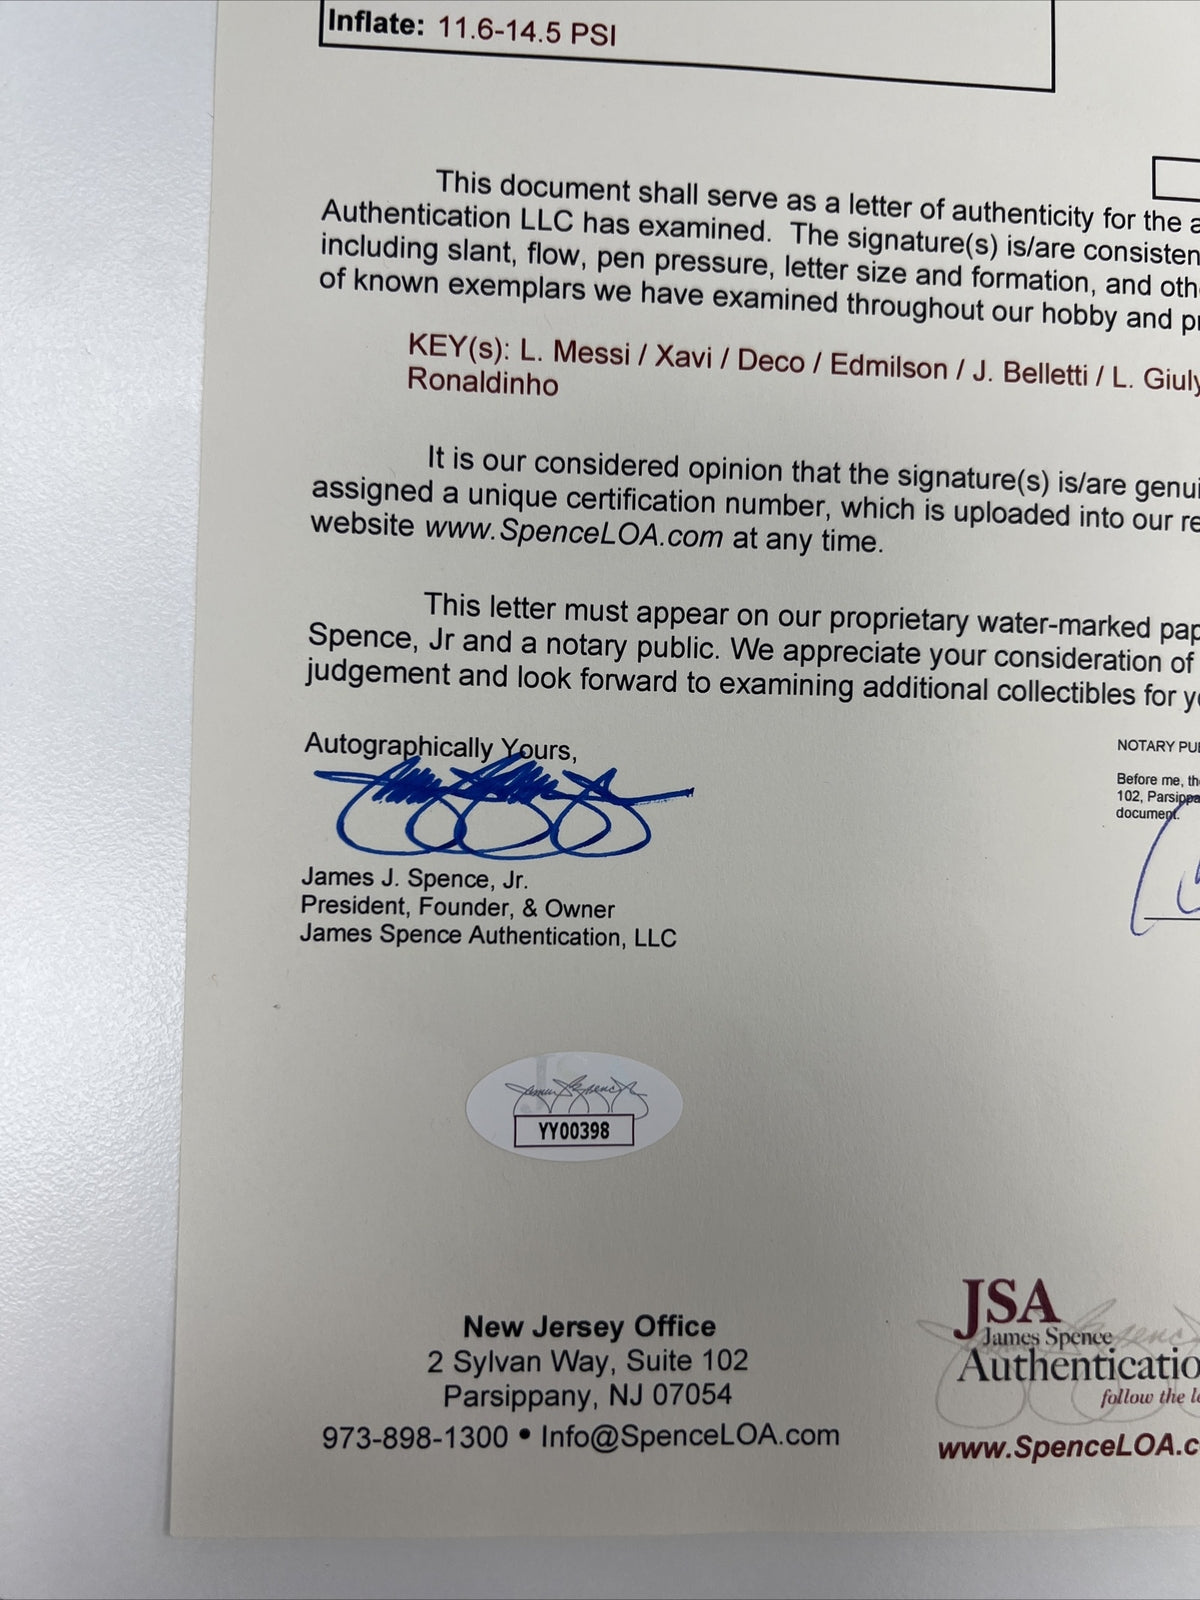 Inflate: 11.6-14.5 PSI
This document shall serve as a letter of authenticity for the a
Authentication LLC has examined. The signature(s) is/are consisten
including slant, flow, pen pressure, letter size and formation, and oth
of known exemplars we have examined throughout our hobby and pr
KEY(s): L. Messi / Xavi / Deco / Edmilson / J. Belletti / L. Giuly
Ronaldinho
It is our considered opinion that the signature(s) is/are genui
assigned a unique certification number, which is uploaded into our re
website www.SpenceLOA.com at any time.
This letter must appear on our proprietary water-marked pap
Spence, Jr and a notary public. We appreciate your consideration of
judgement and look forward to examining additional collectibles for yo
Autographically Yours,
NOTARY PUB
Before me, the
102, Parsippa
document.
James J. Spence, Jr.
President, Founder, & Owner
James Spence Authentication, LLC
YY00398
New Jersey Office
2 Sylvan Way, Suite 102
Parsippany, NJ 07054
973-898-1300 • Info@SpenceLOA.com
JSA
James Spence
Authenticatio
follow the le
www.SpenceLOA.c